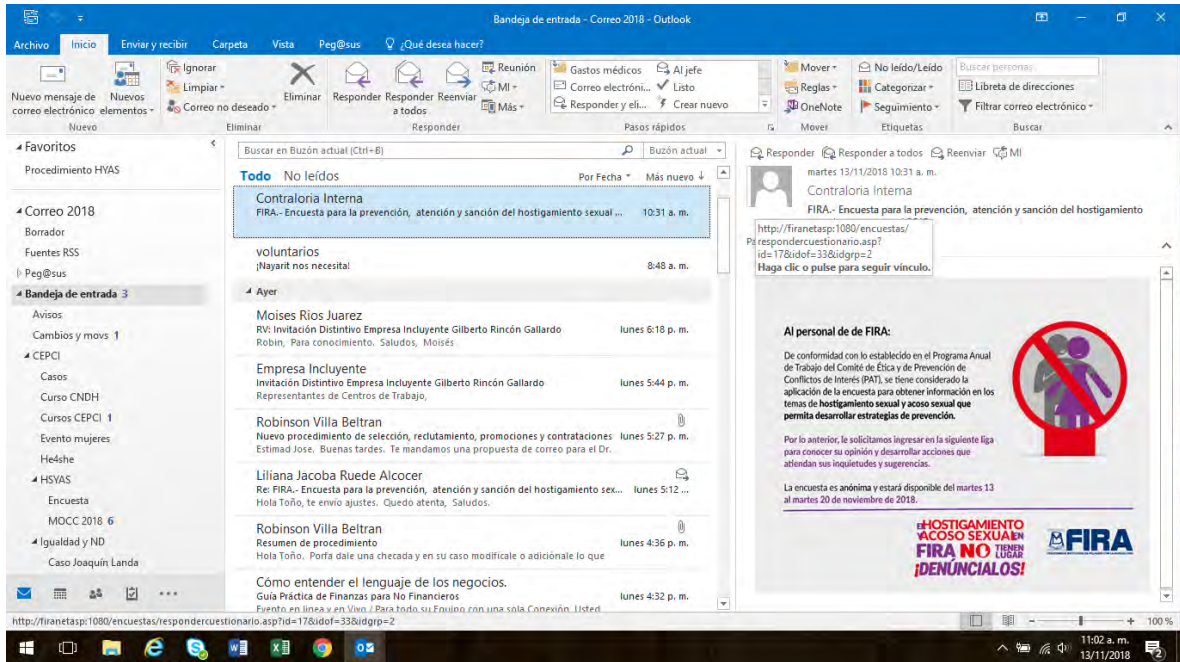 Bandeja de entrada - Correo 2018 - Outlook
Archivo Inicio Enviar y recibir Carpeta Vista Peg@sus ¿Qué desea hacer?
Nuevo mensaje de correo electrónico
Nuevos elementos
Nuevo
Ignorar
Limpiar
Correo no deseado
Eliminar
Eliminar
Responder
Responder a todos
Reenviar
Reunión
MI
Más
Responder
Gastos médicos
Correo electróni...
Responder y eli...
Al jefe
Listo
Crear nuevo
Pasos rápidos
Mover
Reglas
OneNote
Mover
No leído/Leído
Categorizar
Seguimiento
Etiquetas
Buscar personas
Libreta de direcciones
Filtrar correo electrónico
Buscar
Favoritos
Procedimiento HYAS
Correo 2018
Borrador
Fuentes RSS
Peg@sus
Bandeja de entrada 3
Avisos
Cambios y movs 1
CEPCI
Casos
Curso CNDH
Cursos CEPCI 1
Evento mujeres
He4she
HSYAS
Encuesta
MOCC 2018 6
Igualdad y ND
Caso Joaquín Landa
Buscar en Buzón actual (Ctrl+B) Buzón actual
Todo No leídos Por Fecha Más nuevo ↓
Contraloria Interna
FIRA.- Encuesta para la prevención, atención y sanción del hostigamiento sexual ... 10:31 a. m.
voluntarios
¡Nayarit nos necesita! 8:48 a. m.
Ayer
Moises Rios Juarez
RV: Invitación Distintivo Empresa Incluyente Gilberto Rincón Gallardo lunes 6:18 p. m.
Robin, Para conocimiento. Saludos, Moisés
Empresa Incluyente
Invitación Distintivo Empresa Incluyente Gilberto Rincón Gallardo lunes 5:44 p. m.
Representantes de Centros de Trabajo,
Robinson Villa Beltran
Nuevo procedimiento de selección, reclutamiento, promociones y contrataciones lunes 5:27 p. m.
Estimad Jose. Buenas tardes. Te mandamos una propuesta de correo para el Dr.
Liliana Jacoba Ruede Alcocer
Re: FIRA.- Encuesta para la prevención, atención y sanción del hostigamiento sex... lunes 5:12 ...
Hola Toño, te envío ajustes. Quedo atenta, Saludos.
Robinson Villa Beltran
Resumen de procedimiento lunes 4:36 p. m.
Hola Toño. Porfa dale una checada y en su caso modifícale o adiciónale lo que
Cómo entender el lenguaje de los negocios.
Guía Práctica de Finanzas para No Financieros lunes 4:32 p. m.
Evento en línea y en Vivo / Para todo su Equipo con una sola Conexión Usted
Responder Responder a todos Reenviar MI
martes 13/11/2018 10:31 a. m.
Contraloria Interna
FIRA.- Encuesta para la prevención, atención y sanción del hostigamiento
http://firanetasp:1080/encuestas/
respondercuestionario.asp?
id=17&idof=33&idgrp=2
Haga clic o pulse para seguir vínculo.
Al personal de de FIRA:
De conformidad con lo establecido en el Programa Anual
de Trabajo del Comité de Ética y de Prevención de
Conflictos de Interés (PAT), se tiene considerado la
aplicación de la encuesta para obtener información en los
temas de hostigamiento sexual y acoso sexual que
permita desarrollar estrategias de prevención.
Por lo anterior, le solicitamos ingresar en la siguiente liga
para conocer su opinión y desarrollar acciones que
atiendan sus inquietudes y sugerencias.
La encuesta es anónima y estará disponible del martes 13
al martes 20 de noviembre de 2018.
EL HOSTIGAMIENTO
Y ACOSO SEXUAL EN
FIRA NO TIENEN LUGAR
¡DENÚNCIALOS!
FIRA
http://firanetasp:1080/encuestas/respondercuestionario.asp?id=17&idof=33&idgrp=2
100%
11:02 a. m.
13/11/2018